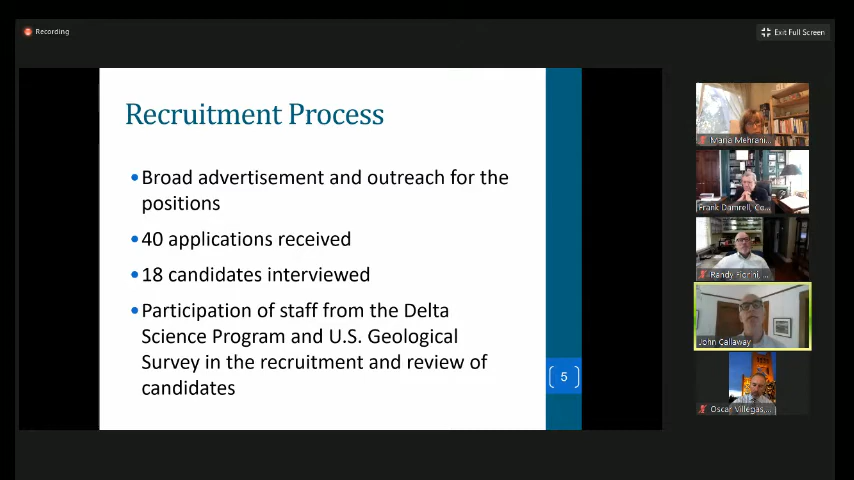 Recording
Exit Full Screen
Recruitment Process
•Broad advertisement and outreach for the
positions
•40 applications received
•18 candidates interviewed
•Participation of staff from the Delta
Science Program and U.S. Geological
Survey in the recruitment and review of
candidates
5
Maria Mehrani...
Frank Damrell, Co...
Randy Fiorini, ...
John Callaway
Oscar Villegas,...